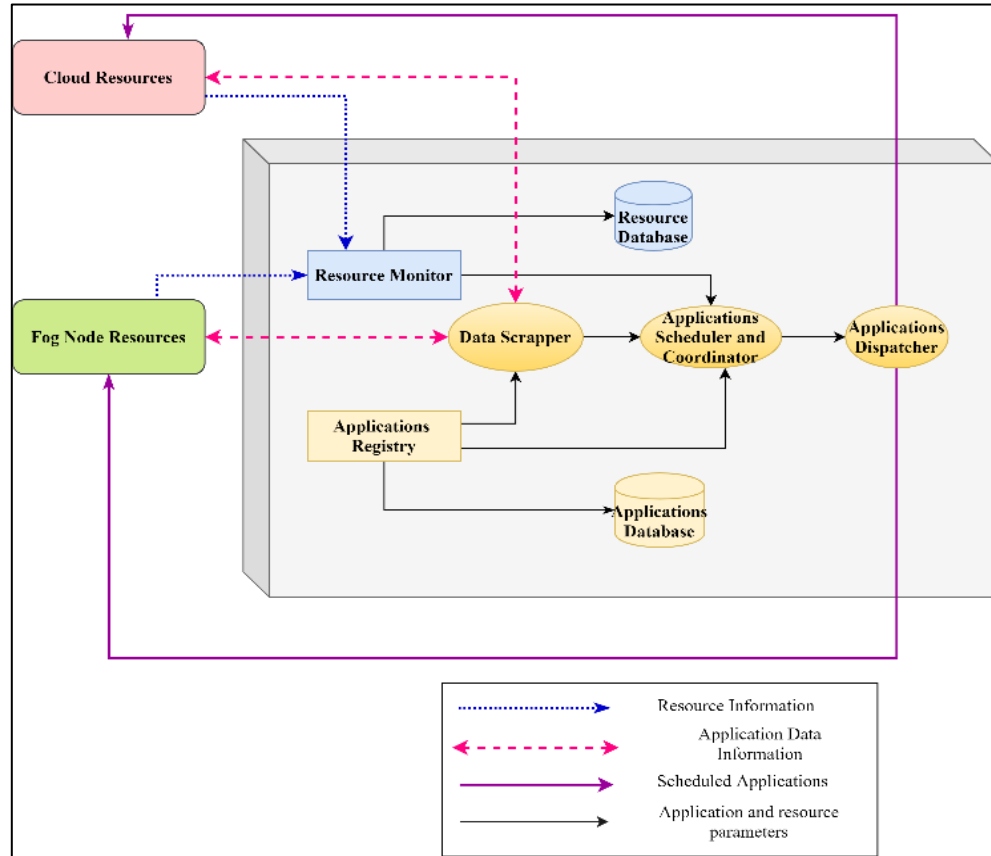 Cloud Resources
Resource
Database
Resource Monitor
Fog Node Resources
Data Scrapper
Applications
Scheduler and
Coordinator
Applications
Dispatcher
Applications
Registry
Applications
Database
Resource Information
Application Data
Information
Scheduled Applications
Application and resource
parameters